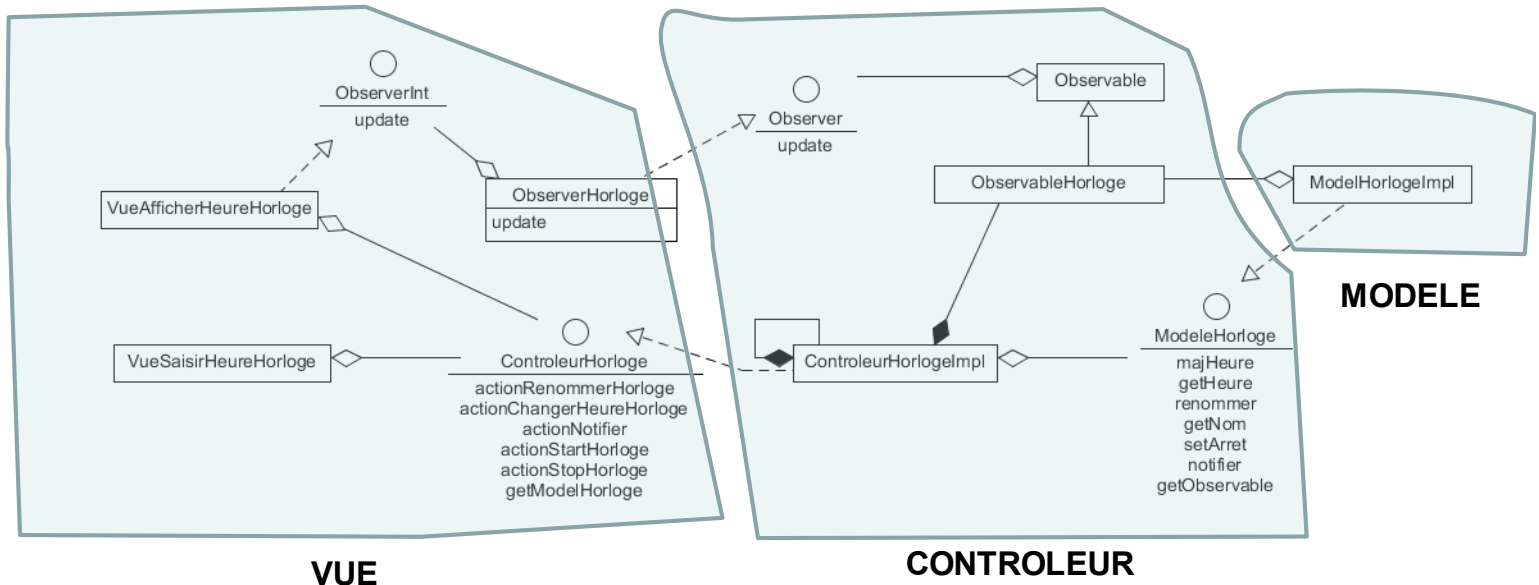 ObserverInt
update
VueAfficherHeureHorloge
ObserverHorloge
update
VueSaisirHeureHorloge
ControleurHorloge
actionRenommerHorloge
actionChangerHeureHorloge
actionNotifier
actionStartHorloge
actionStopHorloge
getModelHorloge
VUE
Observer
update
Observable
ObservableHorloge
ControleurHorlogeImpl
ModeleHorloge
majHeure
getHeure
renommer
getNom
setArret
notifier
getObservable
CONTROLEUR
ModelHorlogeImpl
MODELE